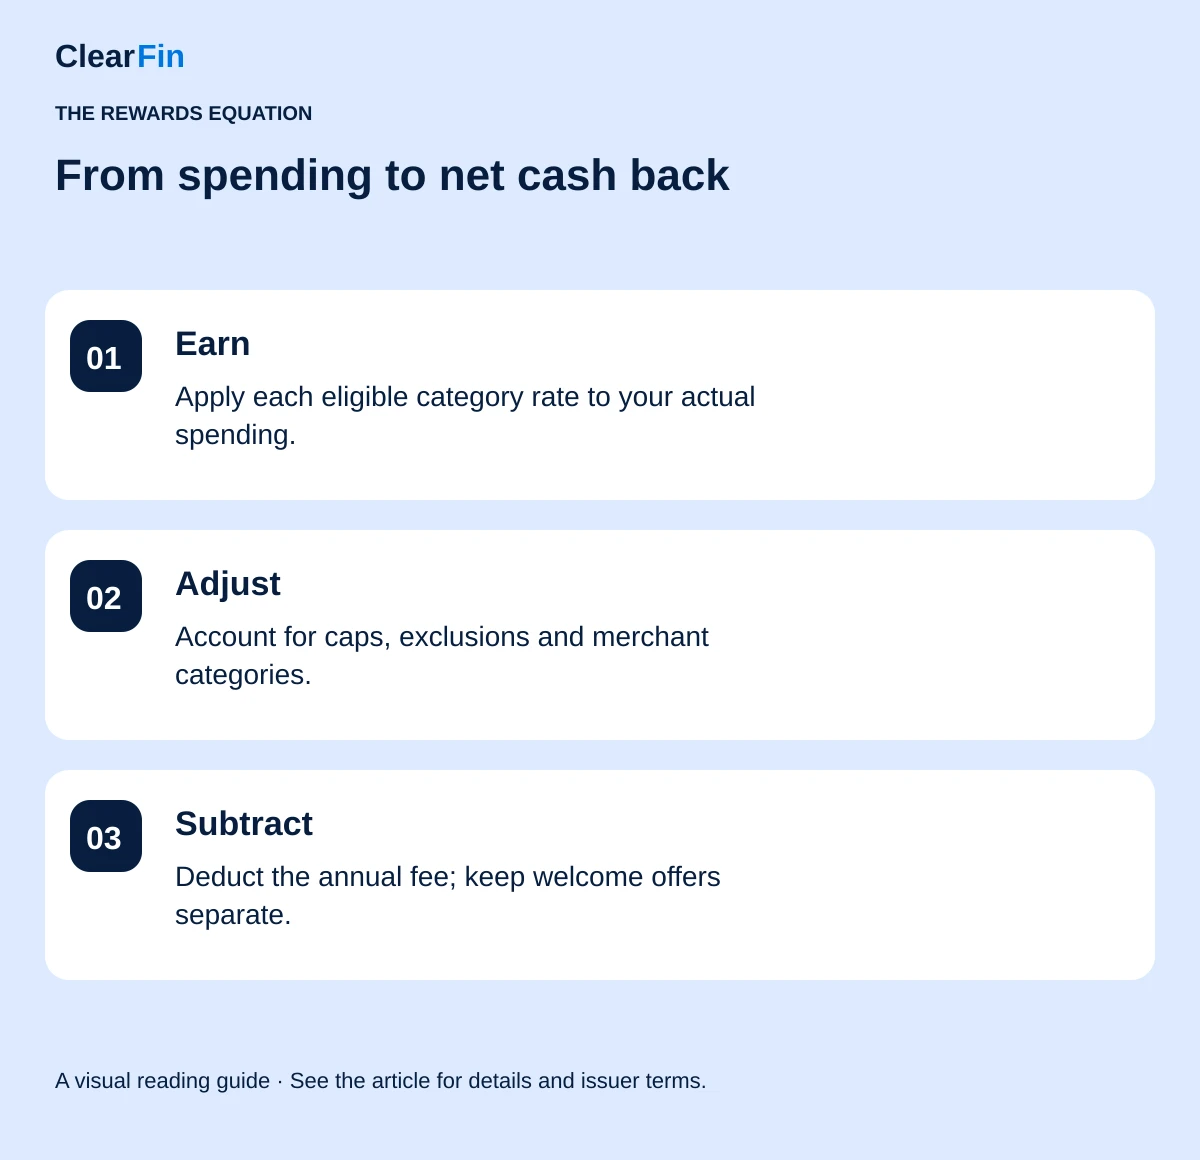 ClearFin
THE REWARDS EQUATION
From spending to net cash back
01
Earn
Apply each eligible category rate to your actual
spending.
02
Adjust
Account for caps, exclusions and merchant
categories.
03
Subtract
Deduct the annual fee; keep welcome offers
separate.
A visual reading guide · See the article for details and issuer terms.